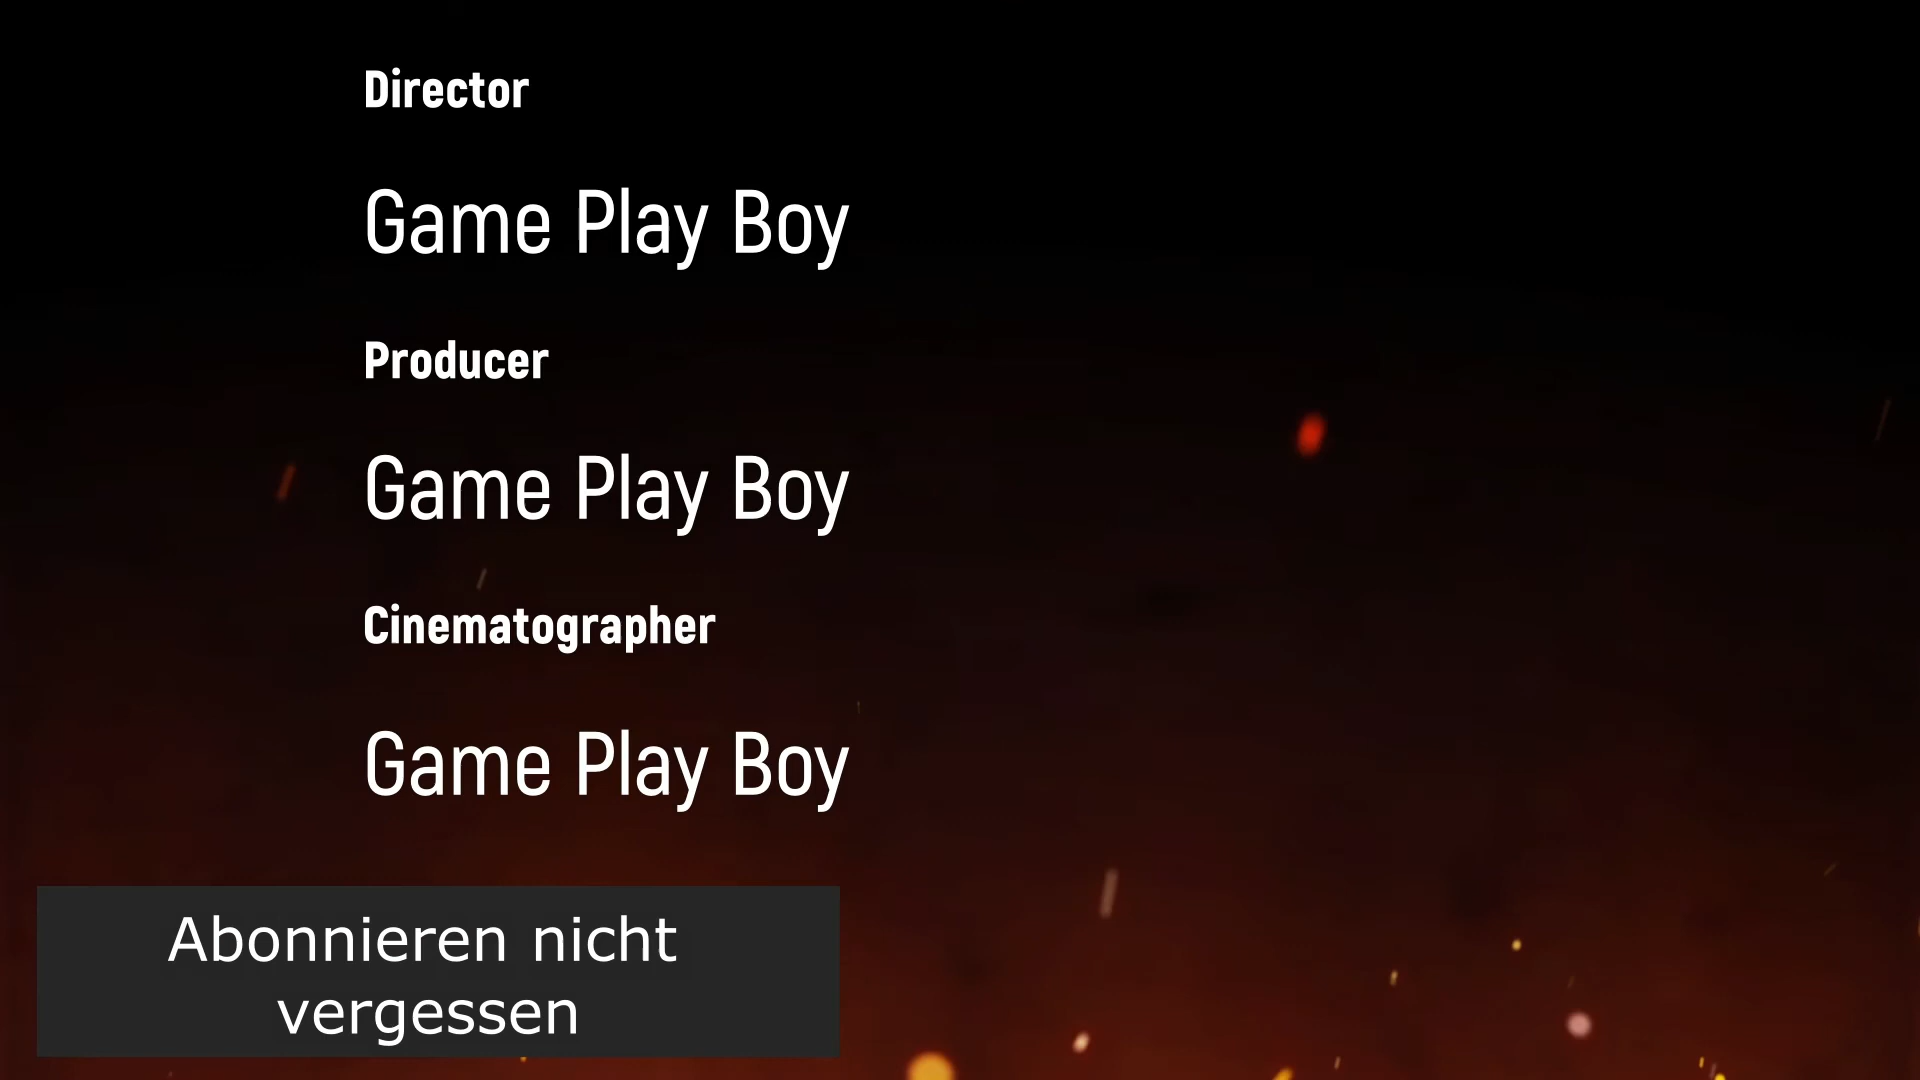 Director
Game Play Boy
Producer
Game Play Boy
Cinematographer
Game Play Boy
Abonnieren nicht
vergessen